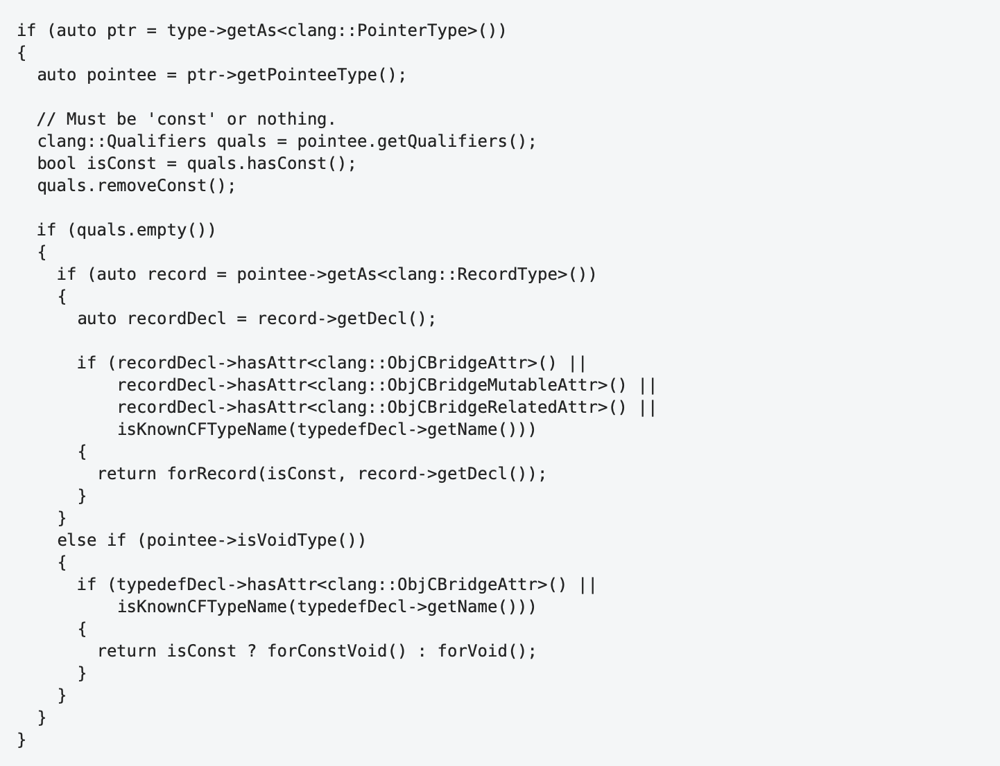 if (auto ptr = type->getAs<clang::PointerType>())
{
  auto pointee = ptr->getPointeeType();

  // Must be 'const' or nothing.
  clang::Qualifiers quals = pointee.getQualifiers();
  bool isConst = quals.hasConst();
  quals.removeConst();

  if (quals.empty())
  {
    if (auto record = pointee->getAs<clang::RecordType>())
    {
      auto recordDecl = record->getDecl();

      if (recordDecl->hasAttr<clang::ObjCBridgeAttr>() ||
          recordDecl->hasAttr<clang::ObjCBridgeMutableAttr>() ||
          recordDecl->hasAttr<clang::ObjCBridgeRelatedAttr>() ||
          isKnownCFTypeName(typedefDecl->getName()))
      {
        return forRecord(isConst, record->getDecl());
      }
    }
    else if (pointee->isVoidType())
    {
      if (typedefDecl->hasAttr<clang::ObjCBridgeAttr>() ||
          isKnownCFTypeName(typedefDecl->getName()))
      {
        return isConst ? forConstVoid() : forVoid();
      }
    }
  }
}